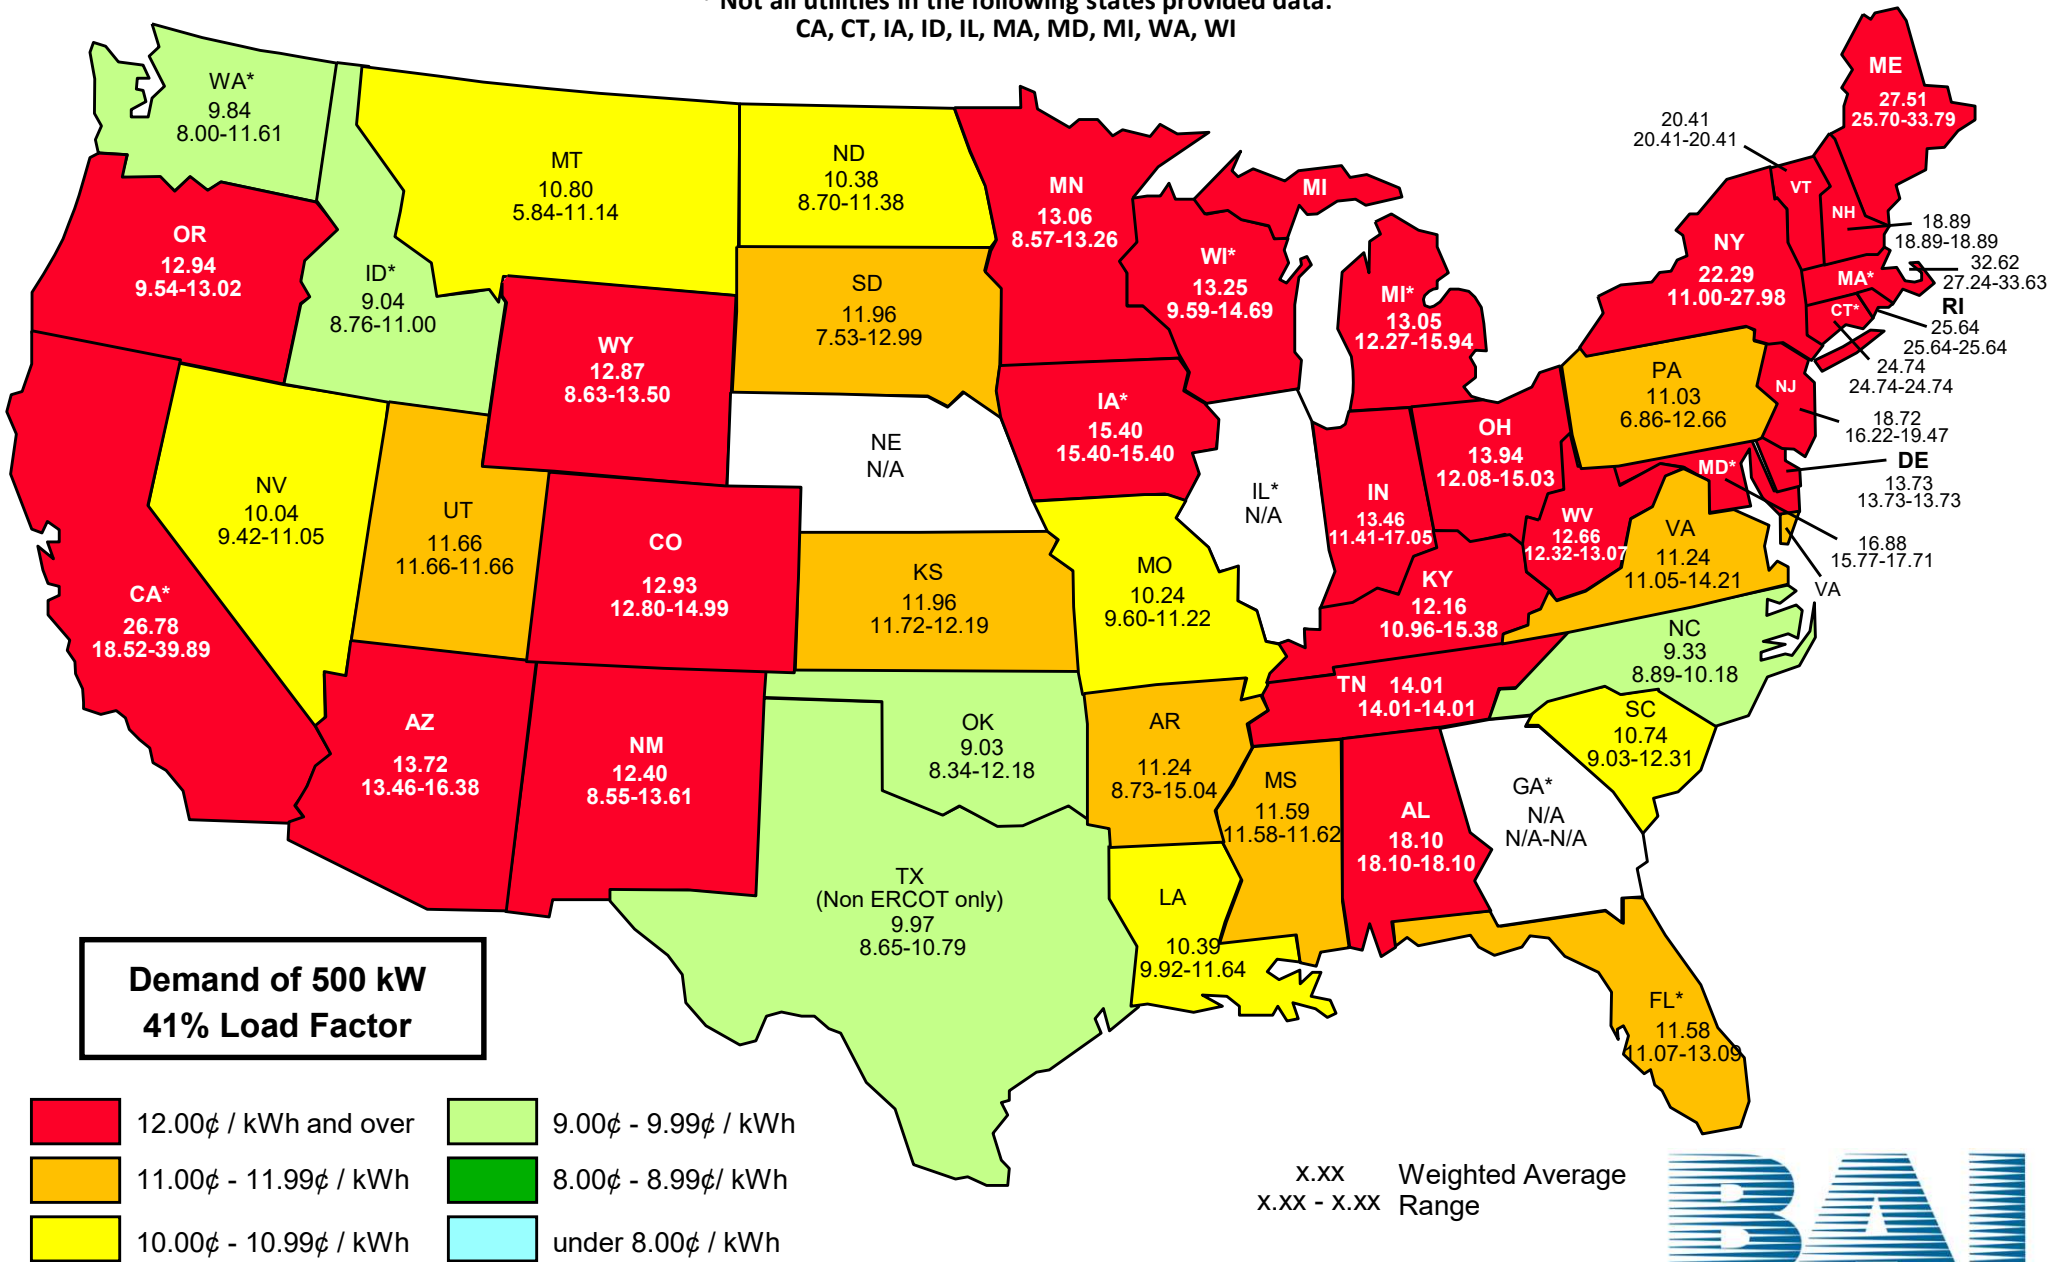 * Not all utilities in the following states provided data:
CA, CT, IA, ID, IL, MA, MD, MI, WA, WI
WA*
9.84
8.00-11.61
MT
10.80
5.84-11.14
ND
10.38
8.70-11.38
MN
13.06
8.57-13.26
MI
ME
27.51
25.70-33.79
20.41
20.41-20.41
VT
NH
18.89
18.89-18.89
OR
12.94
9.54-13.02
ID*
9.04
8.76-11.00
WY
12.87
8.63-13.50
SD
11.96
7.53-12.99
WI*
13.25
9.59-14.69
MI*
13.05
12.27-15.94
NY
22.29
11.00-27.98
MA*
32.62
27.24-33.63
CT*
RI
25.64
25.64-25.64
24.74
24.74-24.74
PA
11.03
6.86-12.66
NJ
18.72
16.22-19.47
NE
N/A
IA*
15.40
15.40-15.40
IL*
N/A
IN
13.46
11.41-17.05
OH
13.94
12.08-15.03
MD*
DE
13.73
13.73-13.73
16.88
15.77-17.71
VA
NV
10.04
9.42-11.05
UT
11.66
11.66-11.66
CO
12.93
12.80-14.99
KS
11.96
11.72-12.19
MO
10.24
9.60-11.22
KY
12.16
10.96-15.38
WV
12.66
12.32-13.07
VA
11.24
11.05-14.21
CA*
26.78
18.52-39.89
NC
9.33
8.89-10.18
TN 14.01
14.01-14.01
AZ
13.72
13.46-16.38
NM
12.40
8.55-13.61
OK
9.03
8.34-12.18
AR
11.24
8.73-15.04
MS
11.59
11.58-11.62
AL
18.10
18.10-18.10
GA*
N/A
N/A-N/A
SC
10.74
9.03-12.31
TX
(Non ERCOT only)
9.97
8.65-10.79
LA
10.39
9.92-11.64
FL*
11.58
11.07-13.09
Demand of 500 kW
41% Load Factor
12.00¢ / kWh and over
11.00¢ - 11.99¢ / kWh
10.00¢ - 10.99¢ / kWh
9.00¢ - 9.99¢ / kWh
8.00¢ - 8.99¢/ kWh
under 8.00¢ / kWh
x.xx Weighted Average
x.xx - x.xx Range
BAI